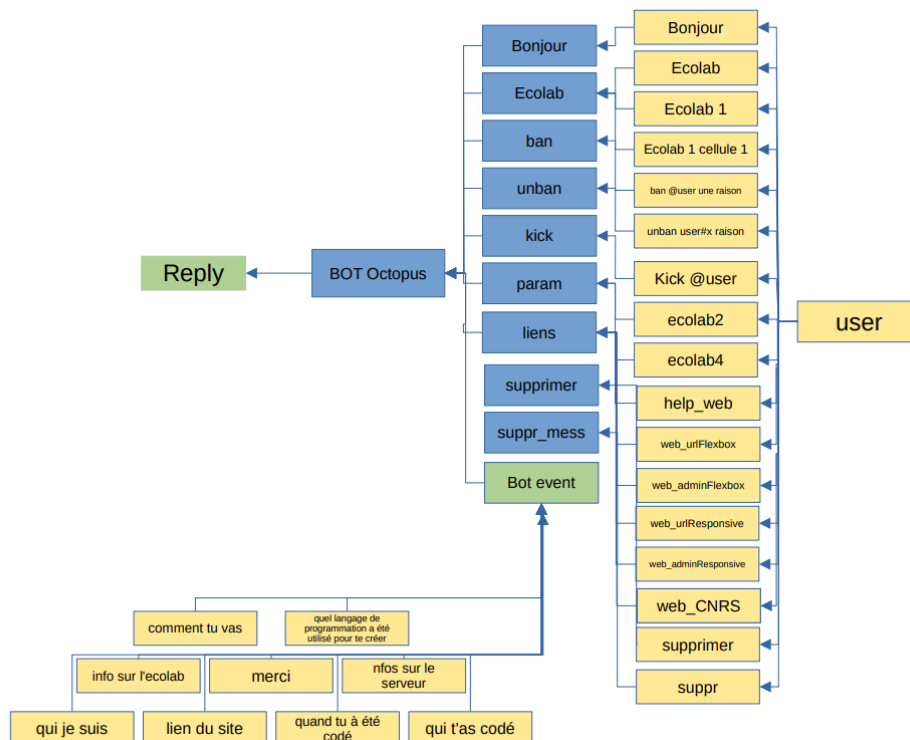 Bonjour
Bonjour
Ecolab
Ecolab
Ecolab 1
ban
Ecolab 1 cellule 1
unban
ban @user une raison
kick
unban user#x raison
Reply
BOT Octopus
param
Kick @user
liens
ecolab2
user
ecolab4
supprimer
help_web
suppr_mess
web_urlFlexbox
Bot event
web_adminFlexbox
web_urlResponsive
web_adminResponsive
web_CNRS
comment tu vas
quel langage de
programmation a été
utilisé pour te créer
supprimer
info sur l'ecolab
merci
nfos sur le
serveur
suppr
qui je suis
lien du site
quand tu à été
codé
qui t'as codé